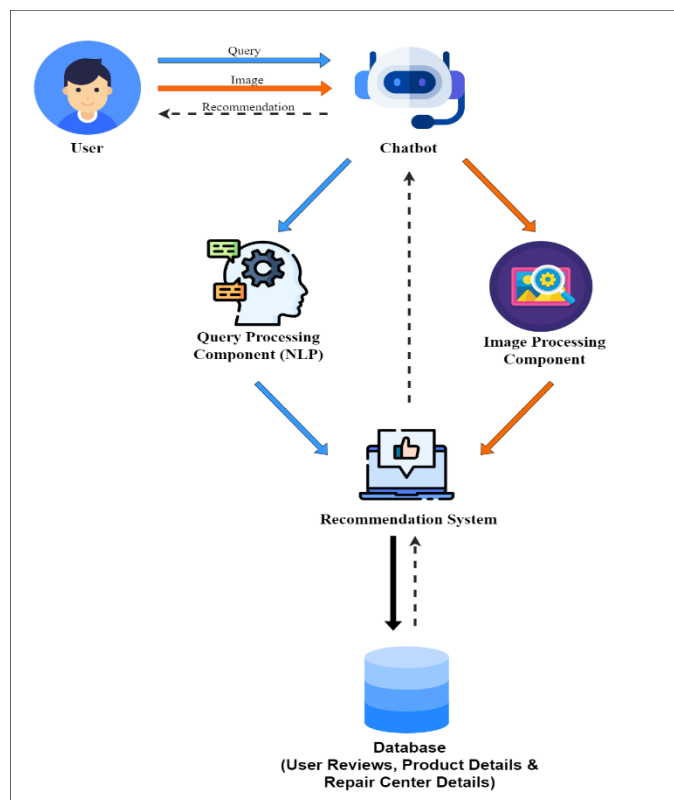 Query
Image
Recommendation
User
Chatbot
Query Processing
Component (NLP)
Image Processing
Component
Recommendation System
Database
(User Reviews, Product Details &
Repair Center Details)